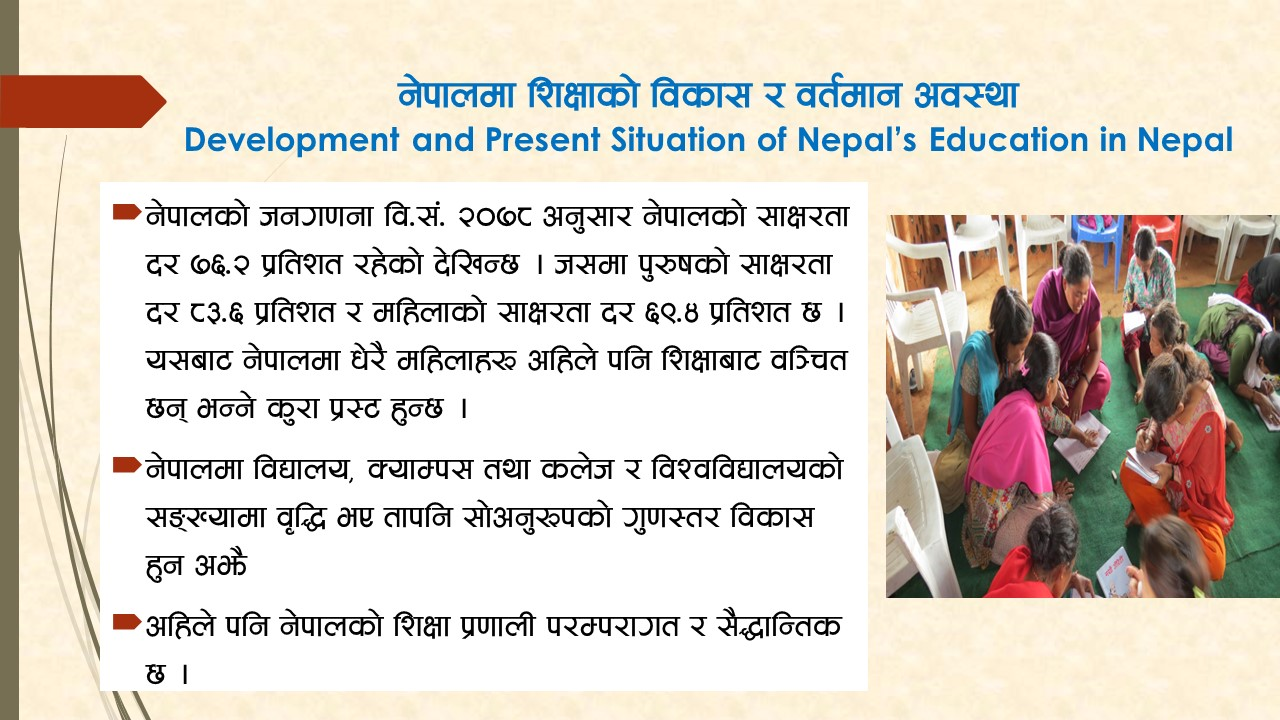 नेपालमा शिक्षाको विकास र वर्तमान अवस्था
Development and Present Situation of Nepal’s Education in Nepal
नेपालको जनगणना वि.सं. २०७८ अनुसार नेपालको साक्षरता
दर ७६.२ प्रतिशत रहेको देखिन्छ । जसमा पुरुषको साक्षरता
दर ८३.६ प्रतिशत र महिलाको साक्षरता दर ६९.४ प्रतिशत छ ।
यसबाट नेपालमा धेरै महिलाहरू अहिले पनि शिक्षाबाट वञ्चित
छन् भन्ने कुरा प्रस्ट हुन्छ ।
नेपालमा विद्यालय, क्याम्पस तथा कलेज र विश्वविद्यालयको
सङ्ख्यामा वृद्धि भए तापनि सोअनुरूपको गुणस्तर विकास
हुन अझै
अहिले पनि नेपालको शिक्षा प्रणाली परम्परागत र सैद्धान्तिक
छ ।